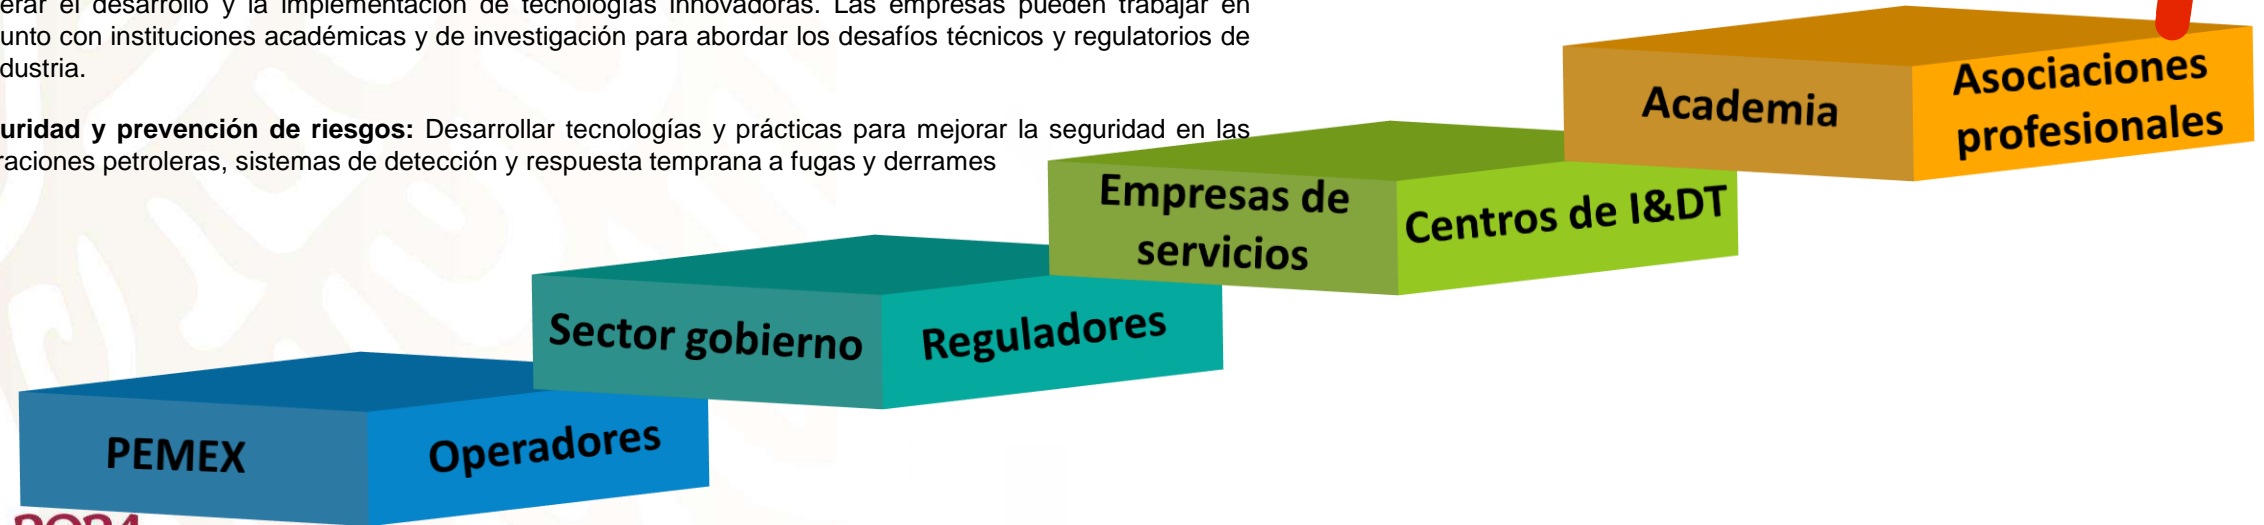 erar el desarrollo y la implementación de tecnologías innovadoras. Las empresas pueden trabajar en
unto con instituciones académicas y de investigación para abordar los desafíos técnicos y regulatorios de
dustria.
uridad y prevención de riesgos: Desarrollar tecnologías y prácticas para mejorar la seguridad en las
raciones petroleras, sistemas de detección y respuesta temprana a fugas y derrames
Academia
Asociaciones
profesionales
Empresas de
servicios
Centros de I&DT
Sector gobierno
Reguladores
PEMEX
Operadores
2024